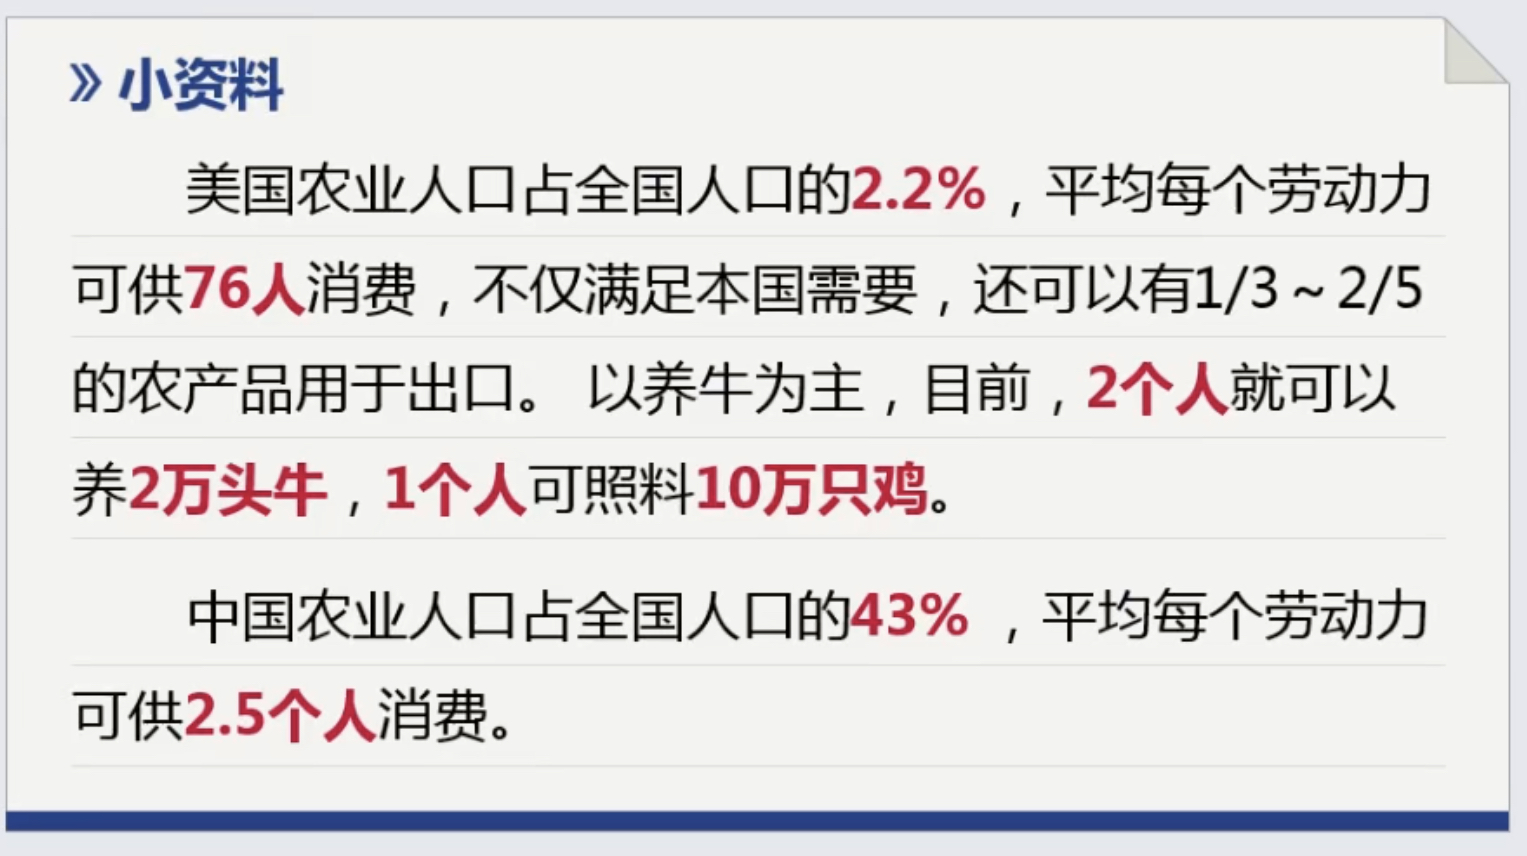 » 小资料
美国农业人口占全国人口的2.2%，平均每个劳动力
可供76人消费，不仅满足本国需要，还可以有1/3～2/5
的农产品用于出口。 以养牛为主，目前，2个人就可以
养2万头牛，1个人可照料10万只鸡。
中国农业人口占全国人口的43% ，平均每个劳动力
可供2.5个人消费。